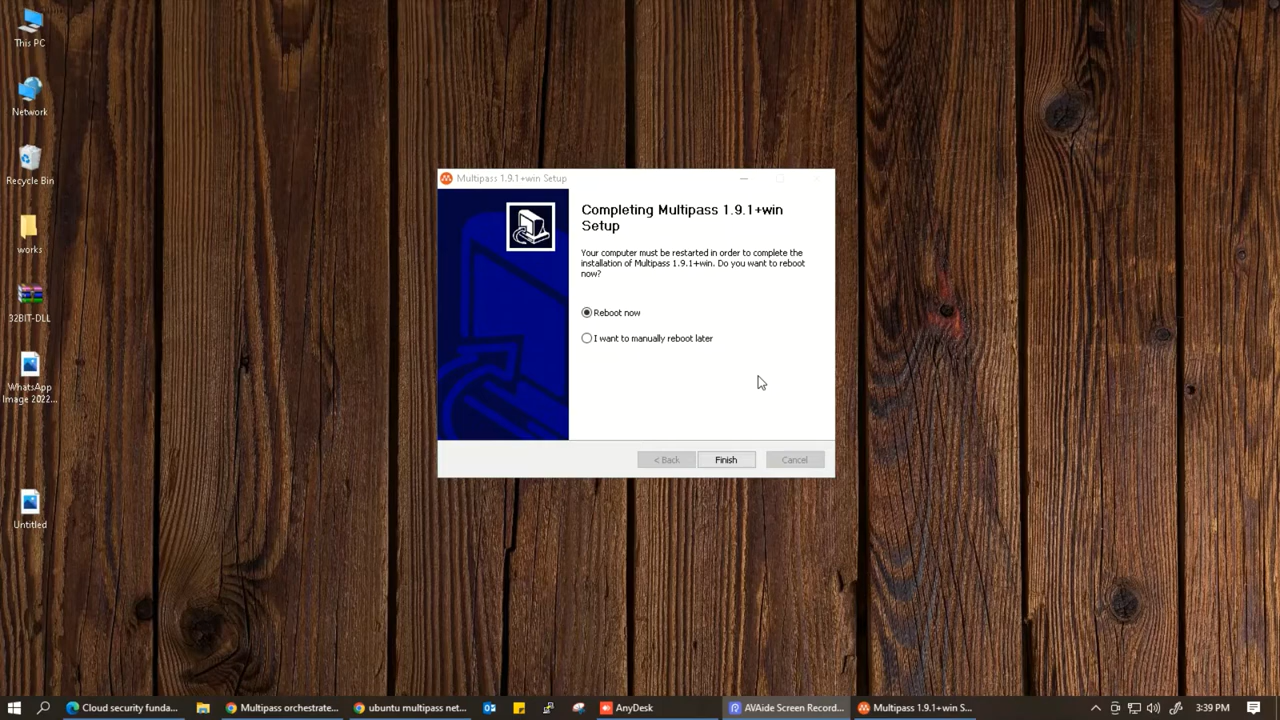 This PC
Network
Recycle Bin
works
32BIT-DLL
WhatsApp
Image 2022...
Untitled
Multipass 1.9.1+win Setup
Completing Multipass 1.9.1+win
Setup
Your computer must be restarted in order to complete the
installation of Multipass 1.9.1+win. Do you want to reboot
now?
Reboot now
I want to manually reboot later
< Back
Finish
Cancel
Cloud security funda...
Multipass orchestrate...
ubuntu multipass net...
AnyDesk
AVAide Screen Record...
Multipass 1.9.1+win S...
3:39 PM